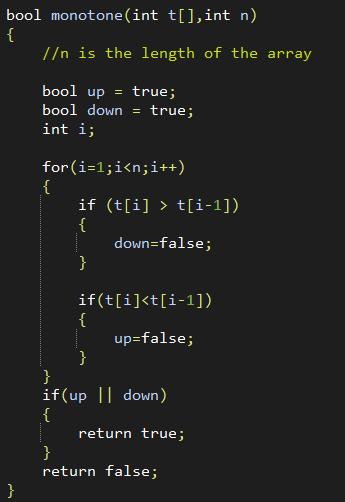 bool monotone(int t[],int n)
{
//n is the length of the array
bool up = true;
bool down = true;
int i;
for(i=1;i<n;i++)
{
if (t[i] > t[i-1])
{
down=false;
}
if(t[i]<t[i-1])
{
up=false;
}
}
if(up || down)
{
return true;
}
return false;
}